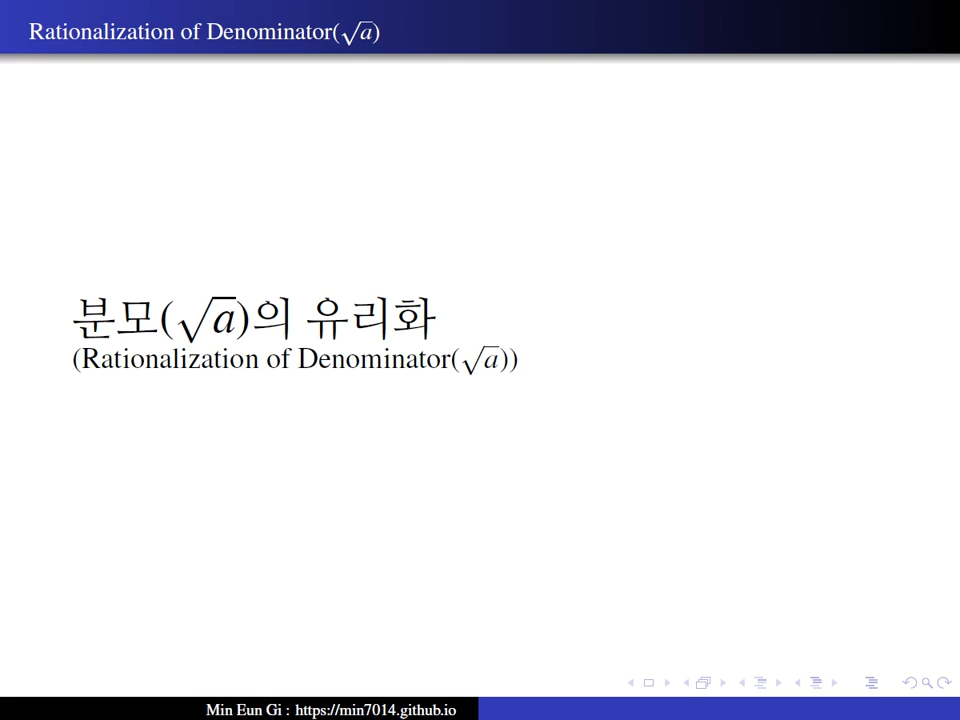 Rationalization of Denominator(√a)
분모(√a)의 유리화
(Rationalization of Denominator(√a))
Min Eun Gi : https://min7014.github.io